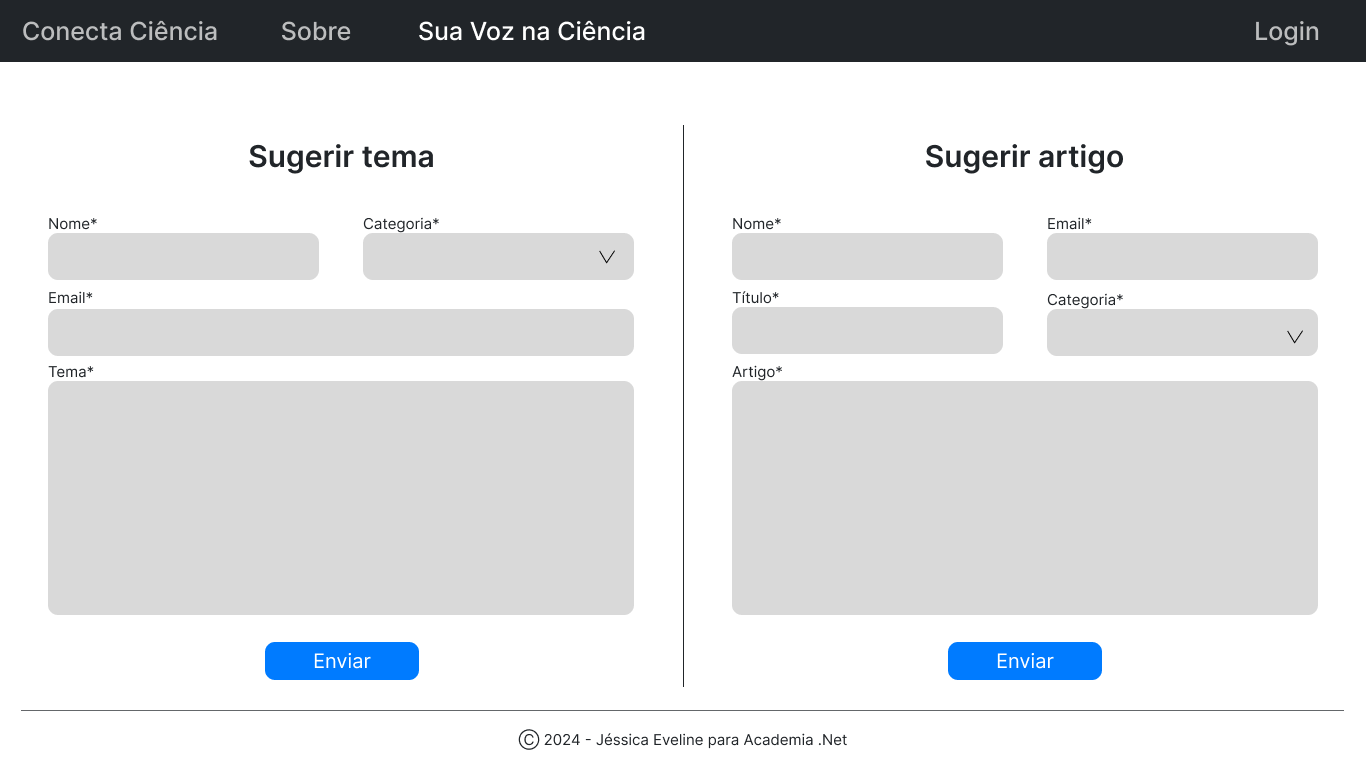 Conecta Ciência Sobre Sua Voz na Ciência Login
Sugerir tema
Nome* Categoria*
Email*
Tema*
Enviar
Sugerir artigo
Nome* Email*
Título* Categoria*
Artigo*
Enviar
© 2024 - Jéssica Eveline para Academia .Net